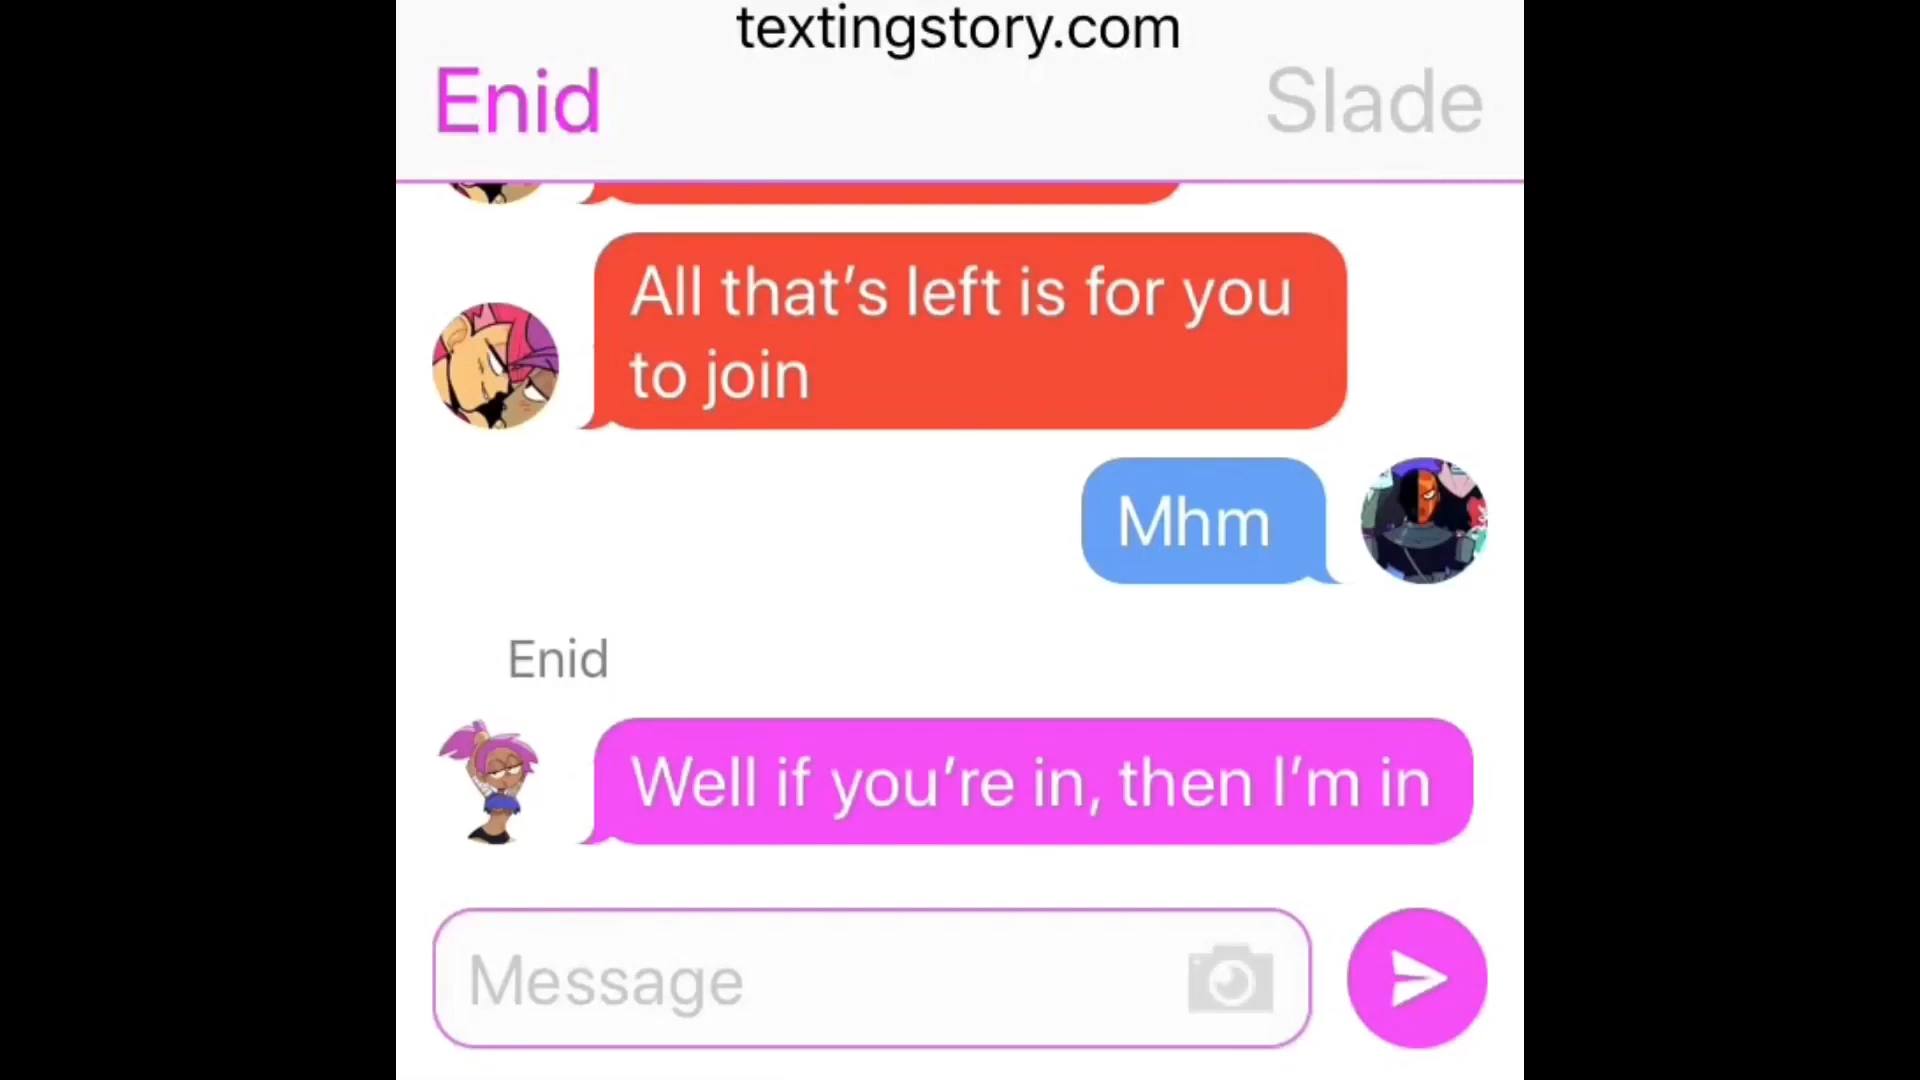 textingstory.com
Enid
Slade
All that’s left is for you
to join
Mhm
Enid
Well if you’re in, then I’m in
Message